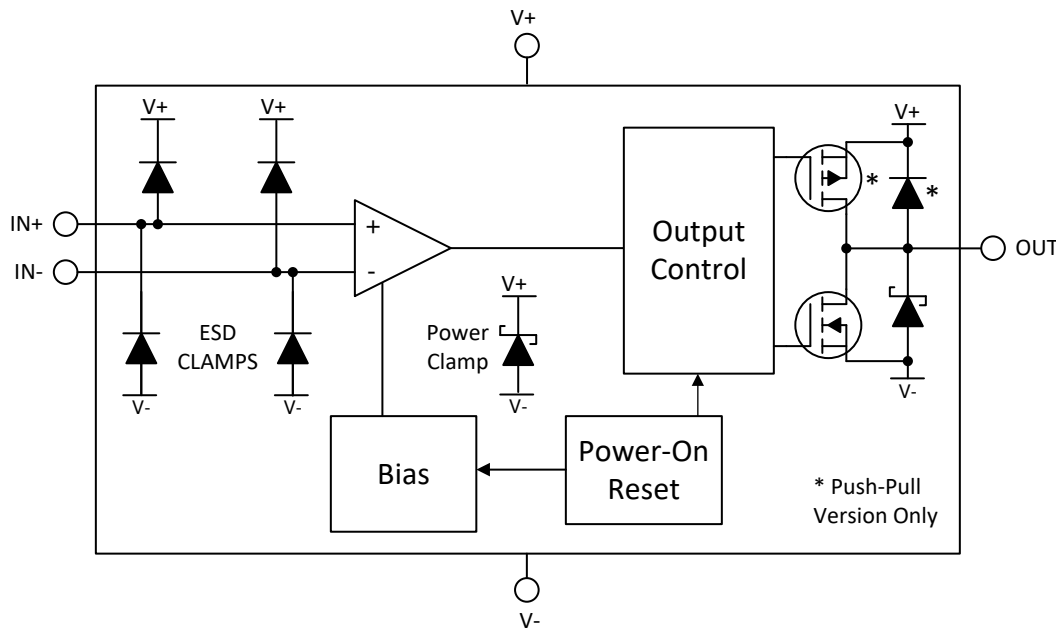 V+
V+
V+
V+
IN+
IN-
+
-
Output
Control
*
*
OUT
ESD
CLAMPS
Power
Clamp
V+
V-
V-
V-
V-
Bias
Power-On
Reset
* Push-Pull
Version Only
V-